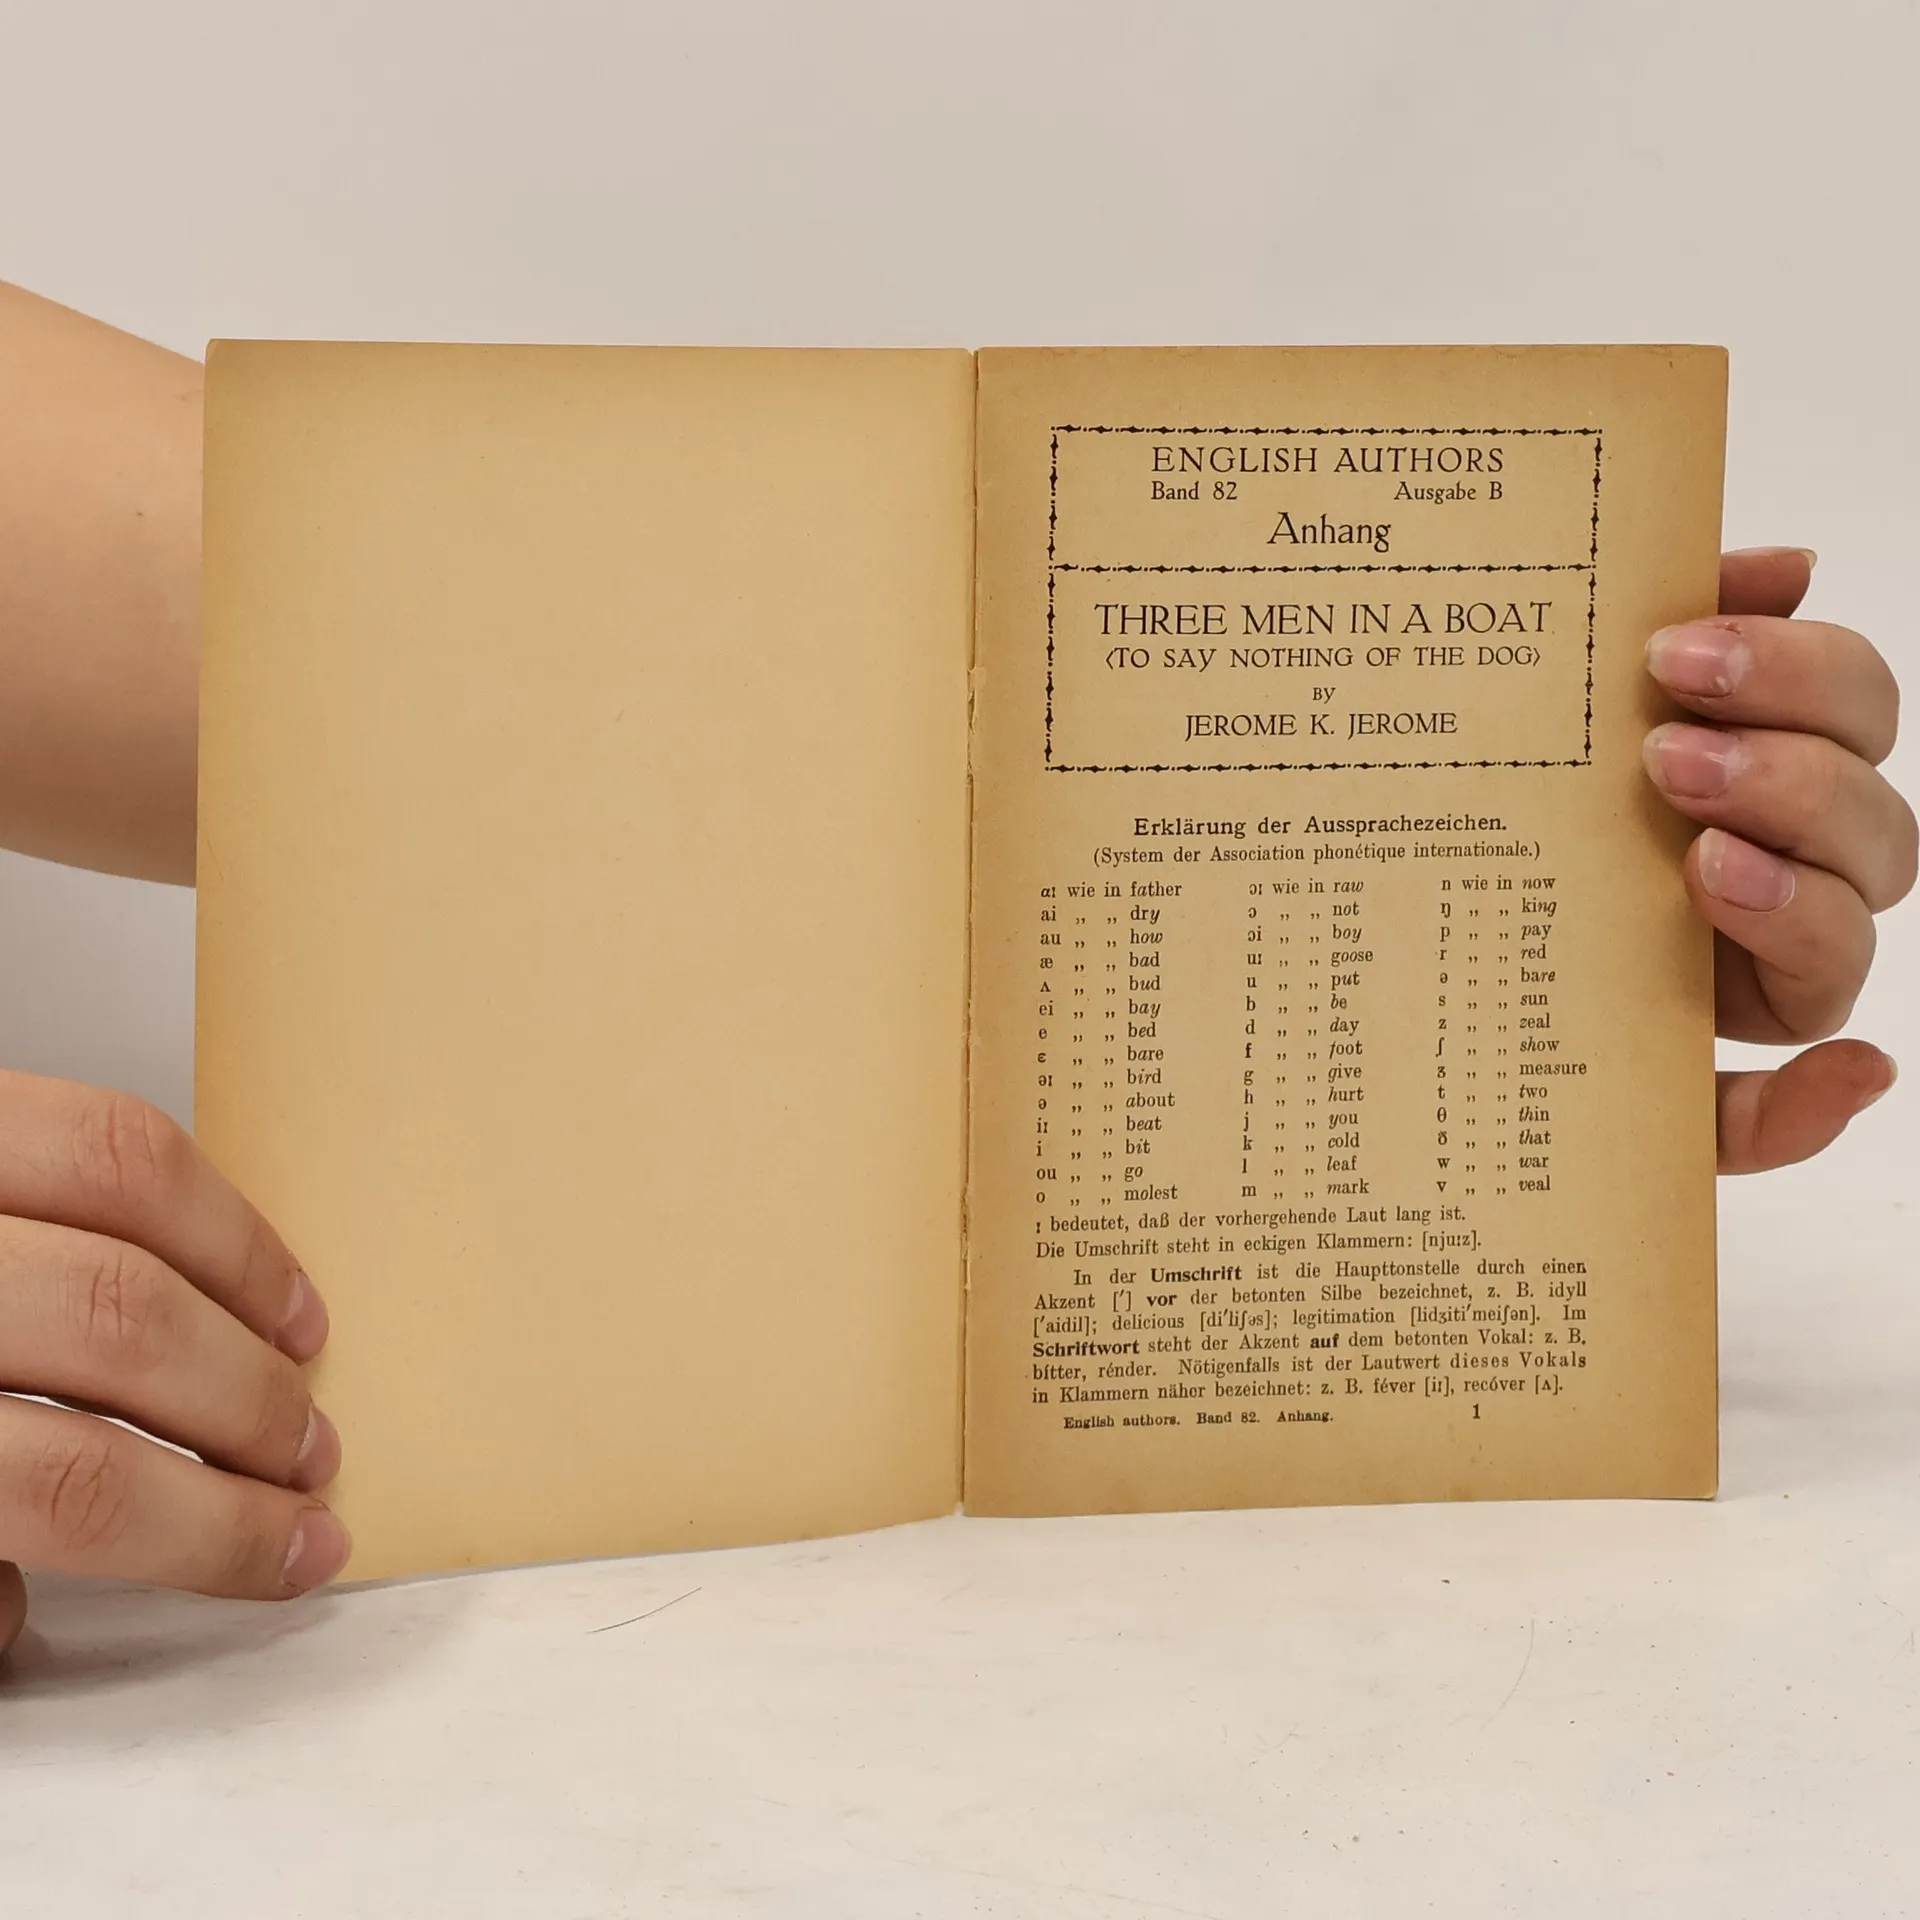 ENGLISH AUTHORS
Band 82 Ausgabe B
Anhang
THREE MEN IN A BOAT
⟨TO SAY NOTHING OF THE DOG⟩
BY
JEROME K. JEROME
Erklärung der Aussprachezeichen.
(System der Association phonétique internationale.)
ɑː wie in father ɔː wie in raw n wie in now
ai „ „ dry ɔ „ „ not ŋ „ „ king
au „ „ how ɔi „ „ boy p „ „ pay
æ „ „ bad uː „ „ goose r „ „ red
ʌ „ „ bud u „ „ put ə „ „ bare
ei „ „ bay b „ „ be s „ „ sun
e „ „ bed d „ „ day z „ „ zeal
ɛ „ „ bare f „ „ foot ʃ „ „ show
əː „ „ bird g „ „ give ʒ „ „ measure
ə „ „ about h „ „ hurt t „ „ two
iː „ „ beat j „ „ you θ „ „ thin
i „ „ bit k „ „ cold ð „ „ that
ou „ „ go l „ „ leaf w „ „ war
o „ „ molest m „ „ mark v „ „ veal
ː bedeutet, daß der vorhergehende Laut lang ist.
Die Umschrift steht in eckigen Klammern: [njuːz].
In der Umschrift ist die Haupttonstelle durch einen
Akzent [′] vor der betonten Silbe bezeichnet, z. B. idyll
[′aidil]; delicious [di′liʃəs]; legitimation [lidʒiti′meiʃən]. Im
Schriftwort steht der Akzent auf dem betonten Vokal: z. B.
bítter, rénder. Nötigenfalls ist der Lautwert dieses Vokals
in Klammern näher bezeichnet: z. B. féver [iː], recóver [ʌ].
English authors. Band 82. Anhang. 1